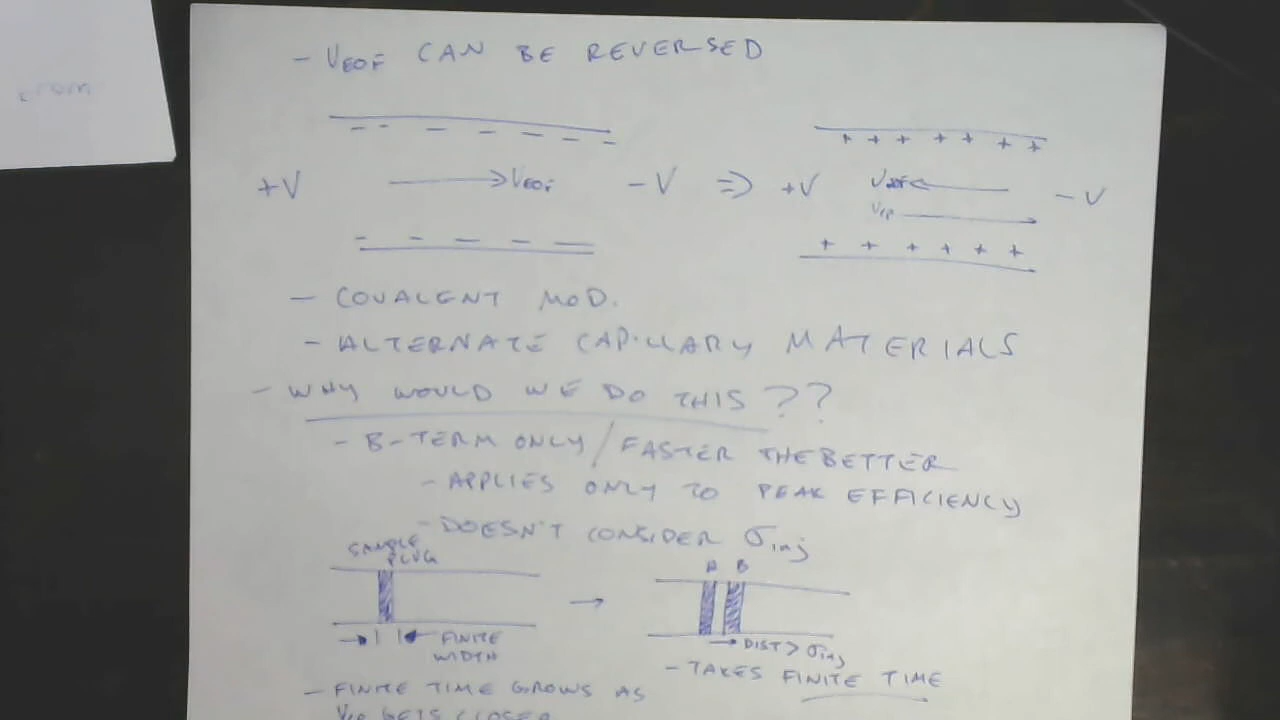 - VEOF CAN BE REVERSED
- -  -  -  -  -  -
+ + + + + + +
+V → VEOF -V ⇒ +V VEOF ← -V
Vep →
- - - - —
+ + + + + +
- COVALENT MOD.
- ALTERNATE CAPILLARY MATERIALS
- WHY WOULD WE DO THIS ??
- B-TERM ONLY / FASTER THE BETTER
- APPLIES ONLY TO PEAK EFFICIENCY
- DOESN'T CONSIDER σinj
SAMPLE
PLUG
A B
→
→ | | ← FINITE
WIDTH
→ DIST > σinj
- TAKES FINITE TIME
- FINITE TIME GROWS AS
GETS CLOSER